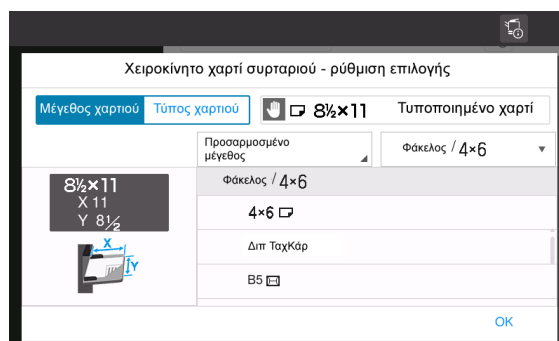 Χειροκίνητο χαρτί συρταριού - ρύθμιση επιλογής
Μέγεθος χαρτιού Τύπος χαρτιού 8½×11 Τυποποιημένο χαρτί
Προσαρμοσμένο
μέγεθος
Φάκελος / 4×6
8½×11
X 11
Y 8½
X
Y
Φάκελος / 4×6
4×6
Διπ ΤαχΚάρ
B5
OK